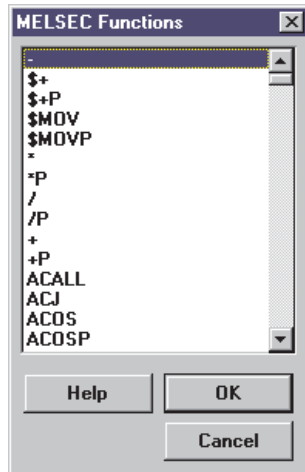 MELSEC Functions
-
$+
$+P
$MOV
$MOVP
*
*P
/
/P
+
+P
ACALL
ACJ
ACOS
ACOSP
Help
OK
Cancel